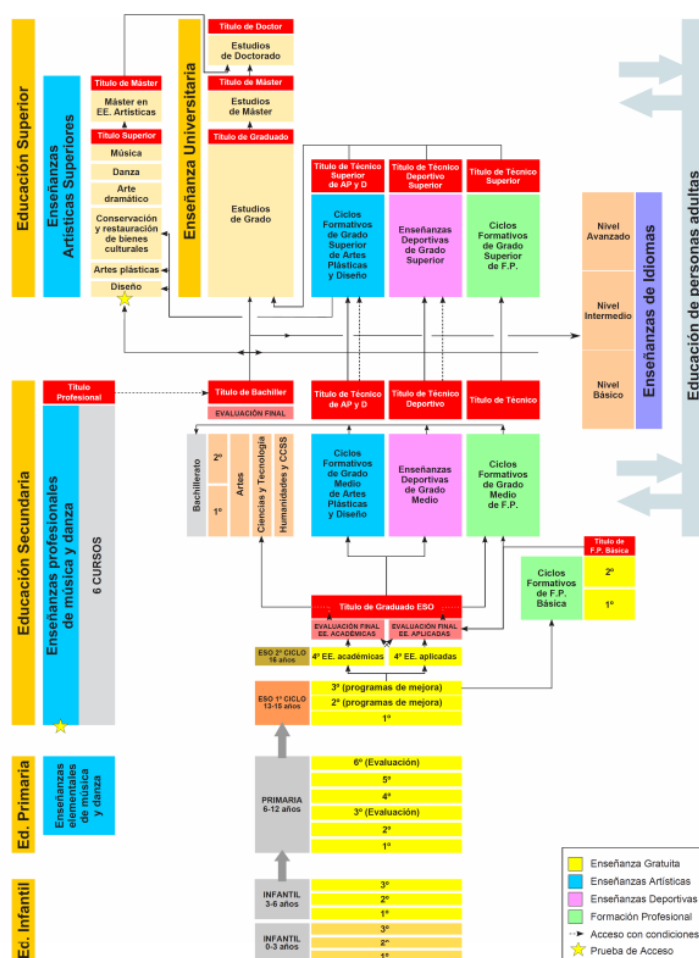 Educación Superior
Enseñanzas
Artísticas Superiores
Título de Máster
Máster en
EE. Artísticas
Título Superior
Música
Danza
Arte
dramático
Conservación
y restauración
de bienes
culturales
Artes plásticas
Diseño
Enseñanza Universitaria
Título de Doctor
Estudios
de Doctorado
Título de Máster
Estudios
de Máster
Título de Graduado
Estudios
de Grado
Título de Técnico
Superior
de AP y D
Ciclos
Formativos
de Grado
Superior
de Artes
Plásticas
y Diseño
Título de Técnico
Deportivo
Superior
Enseñanzas
Deportivas
de Grado
Superior
Título de Técnico
Superior
Ciclos
Formativos
de Grado
Superior
de F.P.
Nivel
Avanzado
Nivel
Intermedio
Nivel
Básico
Enseñanzas de Idiomas
Educación de personas adultas
Educación Secundaria
Título
Profesional
Enseñanzas profesionales
de música y danza
6 CURSOS
Título de Bachiller
EVALUACIÓN FINAL
Bachillerato
2º
1º
Artes
Ciencias y Tecnología
Humanidades y CCSS
Título de Técnico
de AP y D
Ciclos
Formativos
de Grado
Medio
de Artes
Plásticas
y Diseño
Título de Técnico
Deportivo
Enseñanzas
Deportivas
de Grado
Medio
Título de Técnico
Ciclos
Formativos
de Grado
Medio
de F.P.
Título de
F.P. Básica
Ciclos
Formativos
de F.P.
Básica
2º
1º
Título de Graduado ESO
EVALUACIÓN FINAL
EE. ACADÉMICAS
EVALUACIÓN FINAL
EE. APLICADAS
ESO 2º CICLO
16 años
4º EE. académicas
4º EE. aplicadas
ESO 1º CICLO
13-15 años
3º (programas de mejora)
2º (programas de mejora)
1º
Ed. Primaria
Enseñanzas
elementales
de música
y danza
PRIMARIA
6-12 años
6º (Evaluación)
5º
4º
3º (Evaluación)
2º
1º
Ed. Infantil
INFANTIL
3-6 años
3º
2º
1º
INFANTIL
0-3 años
3º
2º
1º
Enseñanza Gratuita
Enseñanzas Artísticas
Enseñanzas Deportivas
Formación Profesional
Acceso con condiciones
Prueba de Acceso